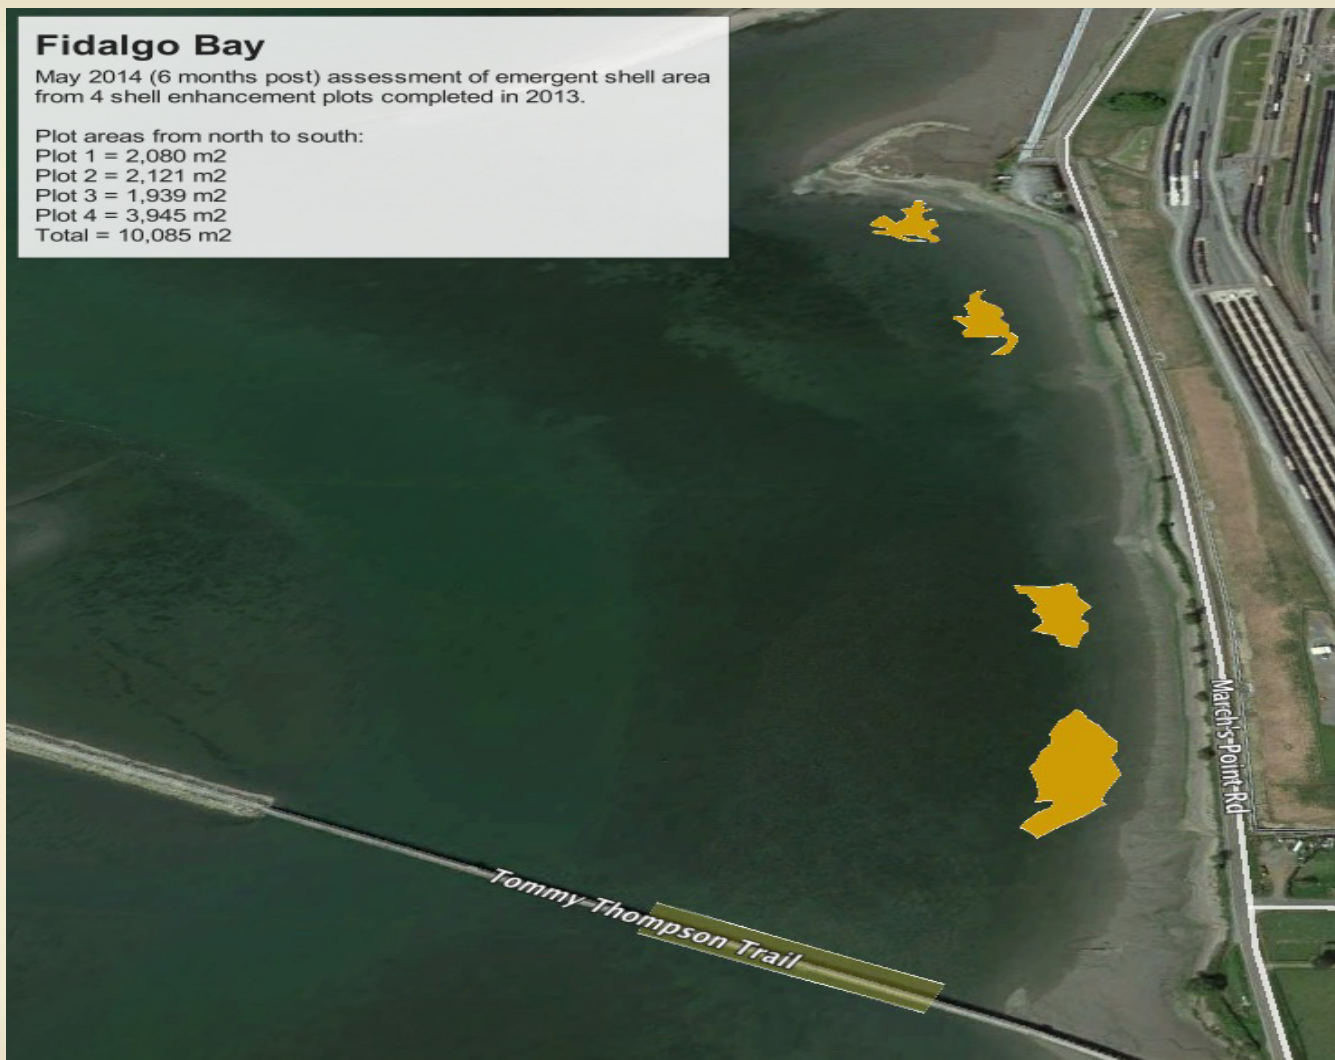 Fidalgo Bay
May 2014 (6 months post) assessment of emergent shell area
from 4 shell enhancement plots completed in 2013.
Plot areas from north to south:
Plot 1 = 2,080 m2
Plot 2 = 2,121 m2
Plot 3 = 1,939 m2
Plot 4 = 3,945 m2
Total = 10,085 m2
March's Point Rd
Tommy Thompson Trail